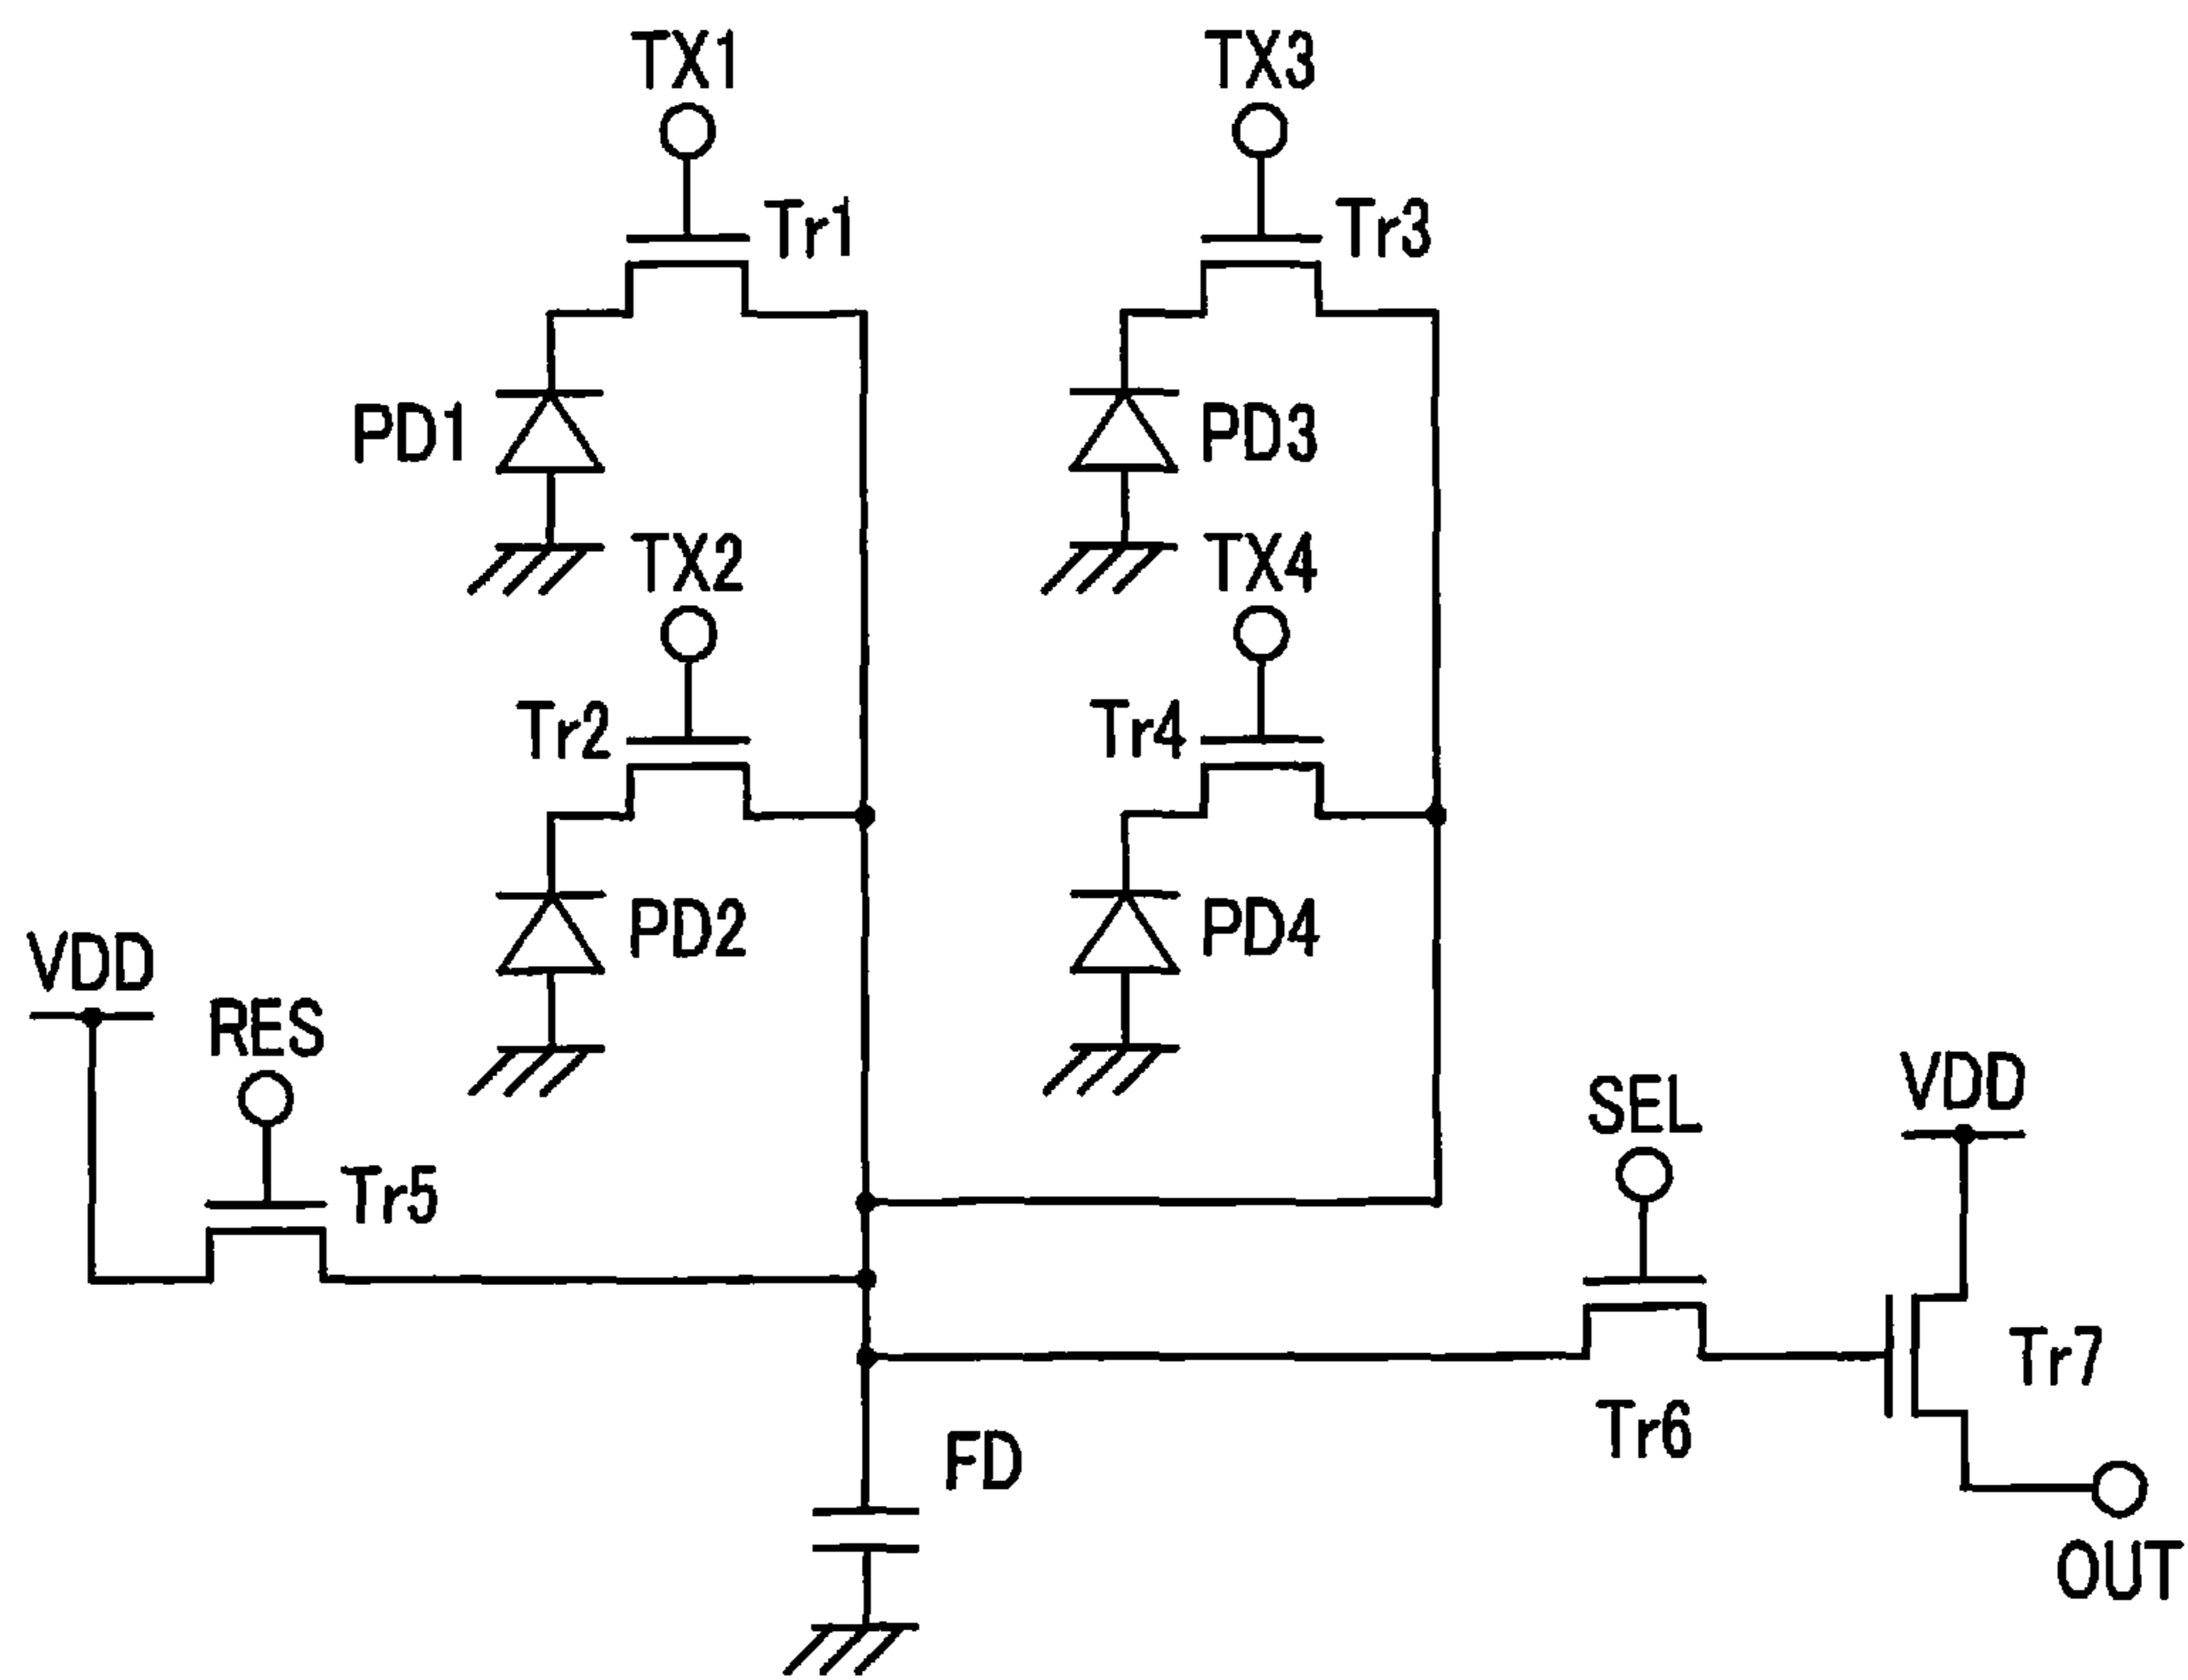 TX1
TX3
Tr1
Tr3
PD1
PD3
TX2
TX4
Tr2
Tr4
PD2
PD4
VDD
RES
SEL
VDD
Tr5
Tr7
Tr6
FD
OUT